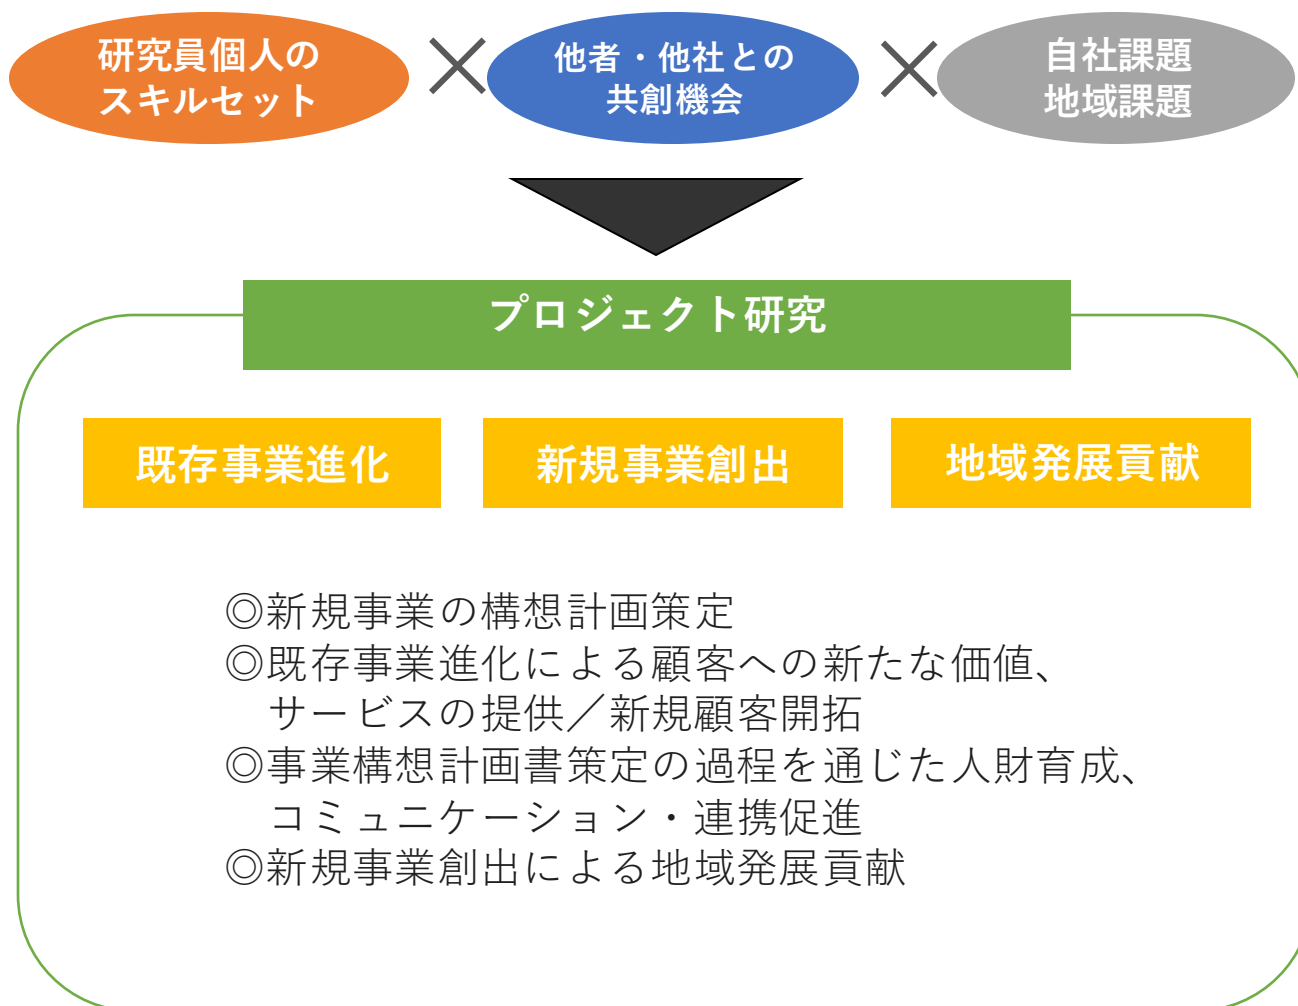 研究員個人の
スキルセット
他者・他社との
共創機会
自社課題
地域課題
プロジェクト研究
既存事業進化
新規事業創出
地域発展貢献
◎新規事業の構想計画策定
◎既存事業進化による顧客への新たな価値、
サービスの提供／新規顧客開拓
◎事業構想計画書策定の過程を通じた人財育成、
コミュニケーション・連携促進
◎新規事業創出による地域発展貢献